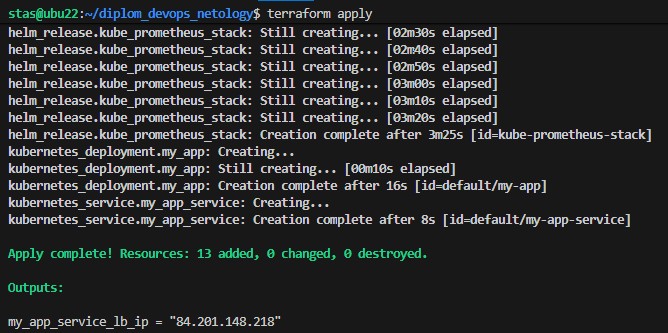 stas@ubu22:~/diplom_devops_netology$ terraform apply
helm_release.kube_prometheus_stack: Still creating... [02m30s elapsed]
helm_release.kube_prometheus_stack: Still creating... [02m40s elapsed]
helm_release.kube_prometheus_stack: Still creating... [02m50s elapsed]
helm_release.kube_prometheus_stack: Still creating... [03m00s elapsed]
helm_release.kube_prometheus_stack: Still creating... [03m10s elapsed]
helm_release.kube_prometheus_stack: Still creating... [03m20s elapsed]
helm_release.kube_prometheus_stack: Creation complete after 3m25s [id=kube-prometheus-stack]
kubernetes_deployment.my_app: Creating...
kubernetes_deployment.my_app: Still creating... [00m10s elapsed]
kubernetes_deployment.my_app: Creation complete after 16s [id=default/my-app]
kubernetes_service.my_app_service: Creating...
kubernetes_service.my_app_service: Creation complete after 8s [id=default/my-app-service]
Apply complete! Resources: 13 added, 0 changed, 0 destroyed.
Outputs:
my_app_service_lb_ip = "84.201.148.218"